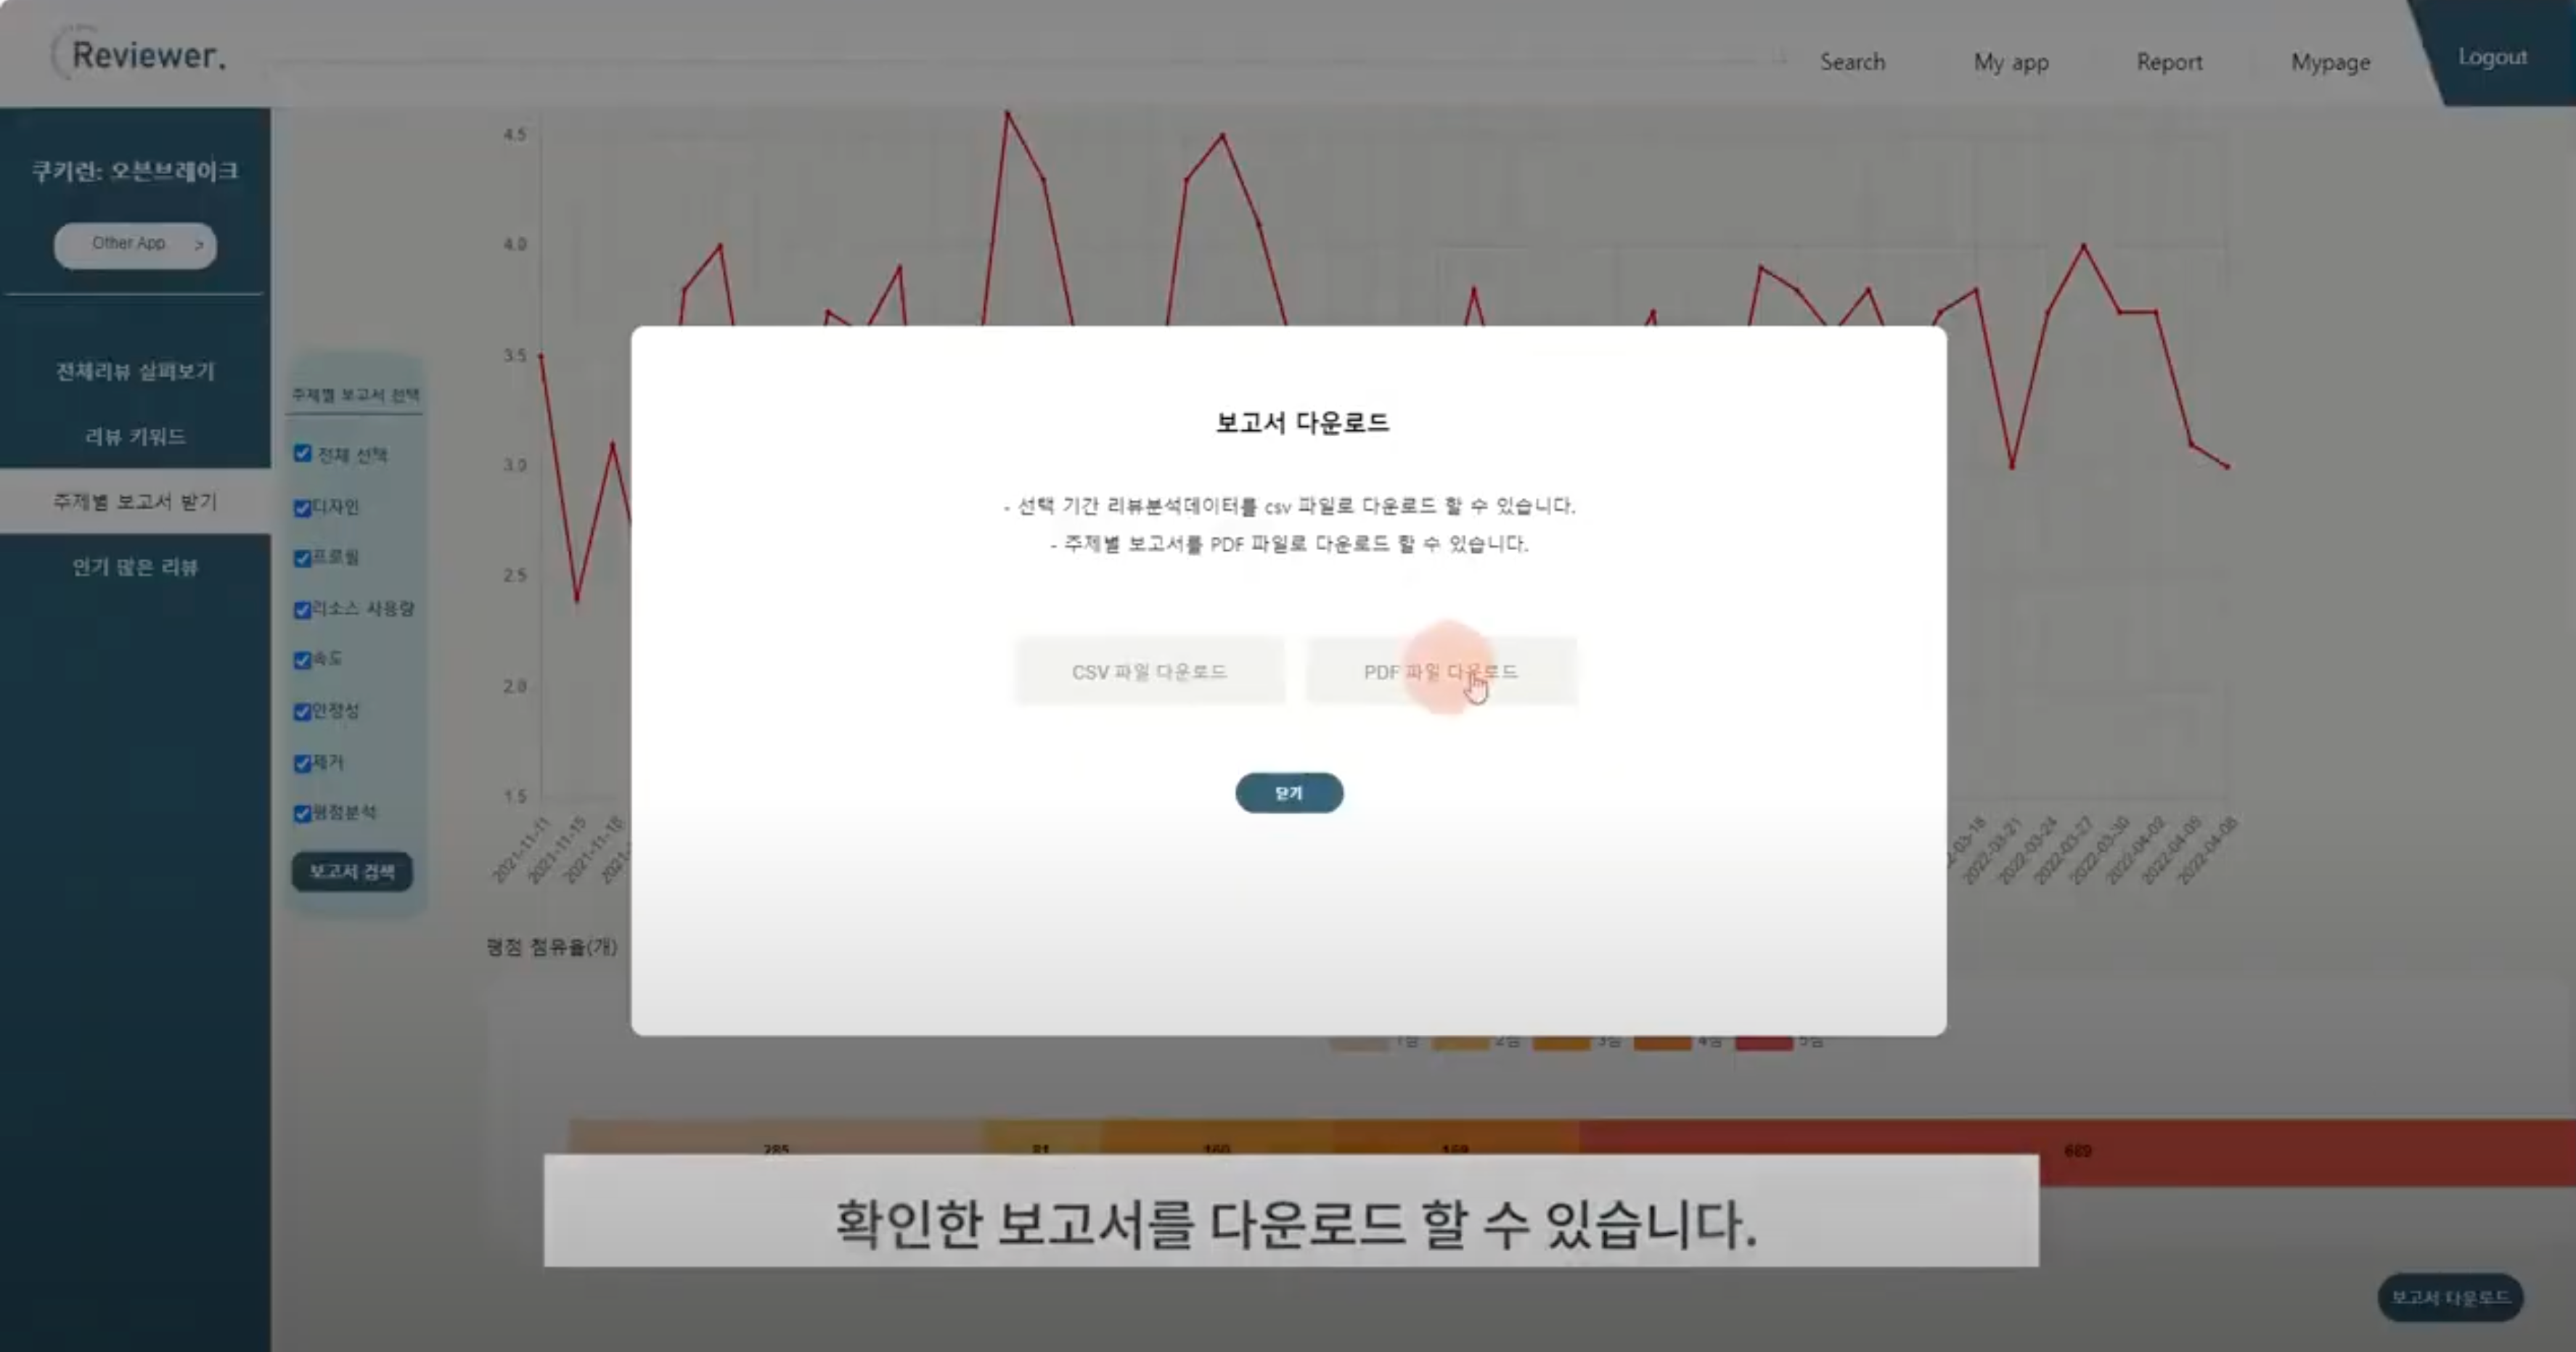 Reviewer.
Search
My app
Report
Mypage
Logout
쿠키런: 오븐브레이크
Other App >
전체리뷰 살펴보기
리뷰 키워드
주제별 보고서 받기
인기 많은 리뷰
주제별 보고서 선택
전체 선택
디자인
프로필
리소스 사용량
속도
안정성
제거
평점분석
보고서 검색
4.5
4.0
3.5
3.0
2.5
2.0
1.5
2021-11-11
2021-11-15
2021-11-18
2021-
보고서 다운로드
- 선택 기간 리뷰분석데이터를 csv 파일로 다운로드 할 수 있습니다.
- 주제별 보고서를 PDF 파일로 다운로드 할 수 있습니다.
CSV 파일 다운로드
PDF 파일 다운로드
닫기
2-03-18
2022-03-21
2022-03-24
2022-03-27
2022-03-30
2022-04-02
2022-04-05
2022-04-08
평점 점유율(개)
1점
2점
3점
4점
5점
285
81
160
669
확인한 보고서를 다운로드 할 수 있습니다.
보고서 다운로드